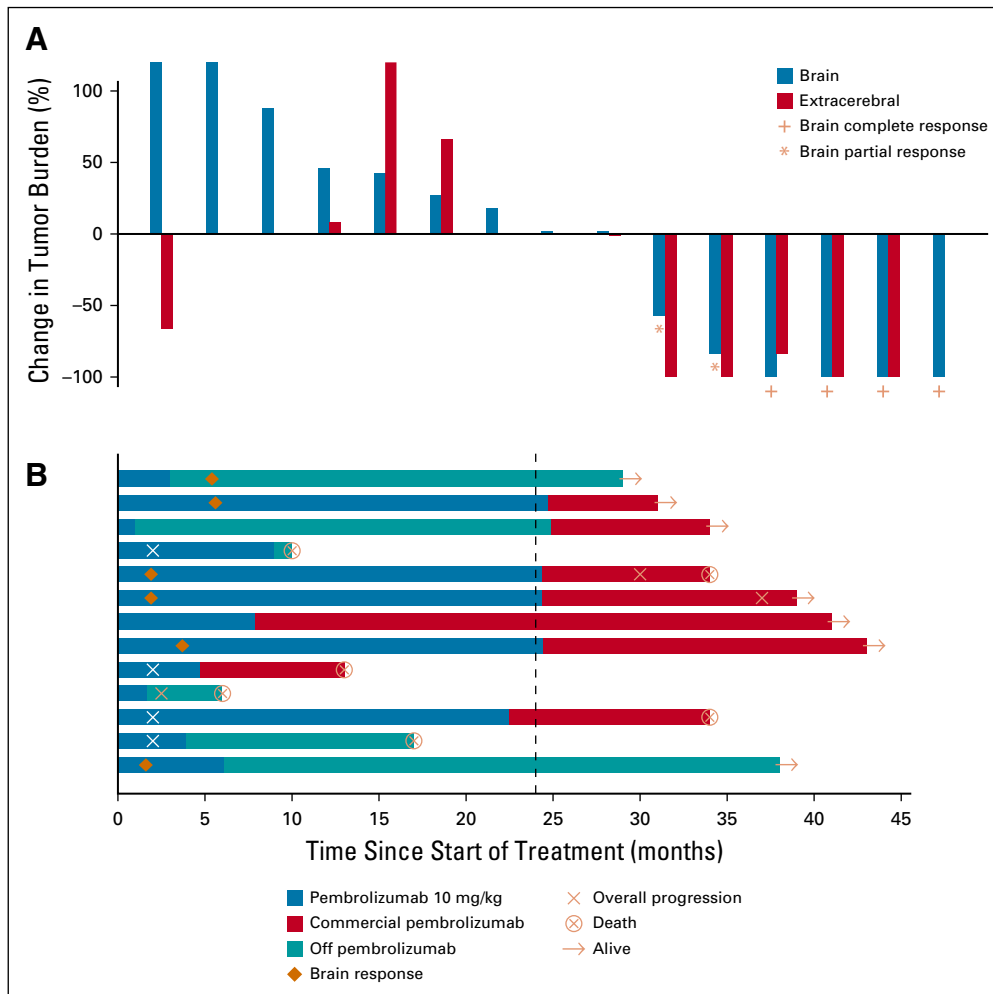 A
Change in Tumor Burden (%)
100
50
0
−50
−100
Brain
Extracerebral
+ Brain complete response
* Brain partial response
*
*
+
+
+
+
B
0
5
10
15
20
25
30
35
40
45
Time Since Start of Treatment (months)
Pembrolizumab 10 mg/kg
Commercial pembrolizumab
Off pembrolizumab
Brain response
Overall progression
Death
Alive